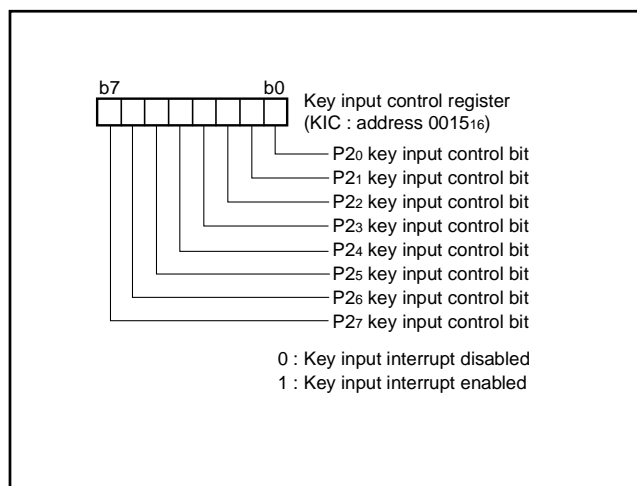 b7 b0
Key input control register
(KIC : address 0015₁₆)
P2₀ key input control bit
P2₁ key input control bit
P2₂ key input control bit
P2₃ key input control bit
P2₄ key input control bit
P2₅ key input control bit
P2₆ key input control bit
P2₇ key input control bit
0 : Key input interrupt disabled
1 : Key input interrupt enabled